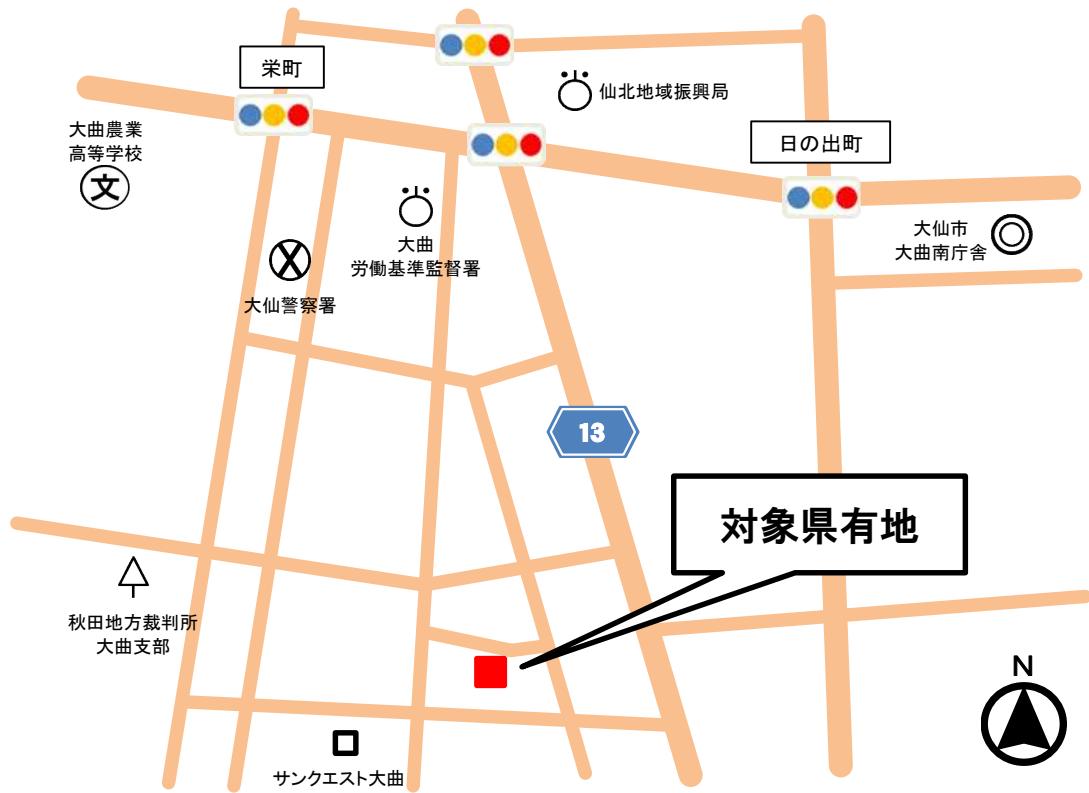 栄町
仙北地域振興局
大曲農業
高等学校
文
日の出町
大曲
労働基準監督署
大仙市
大曲南庁舎
大仙警察署
13
対象県有地
秋田地方裁判所
大曲支部
N
サンクエスト大曲